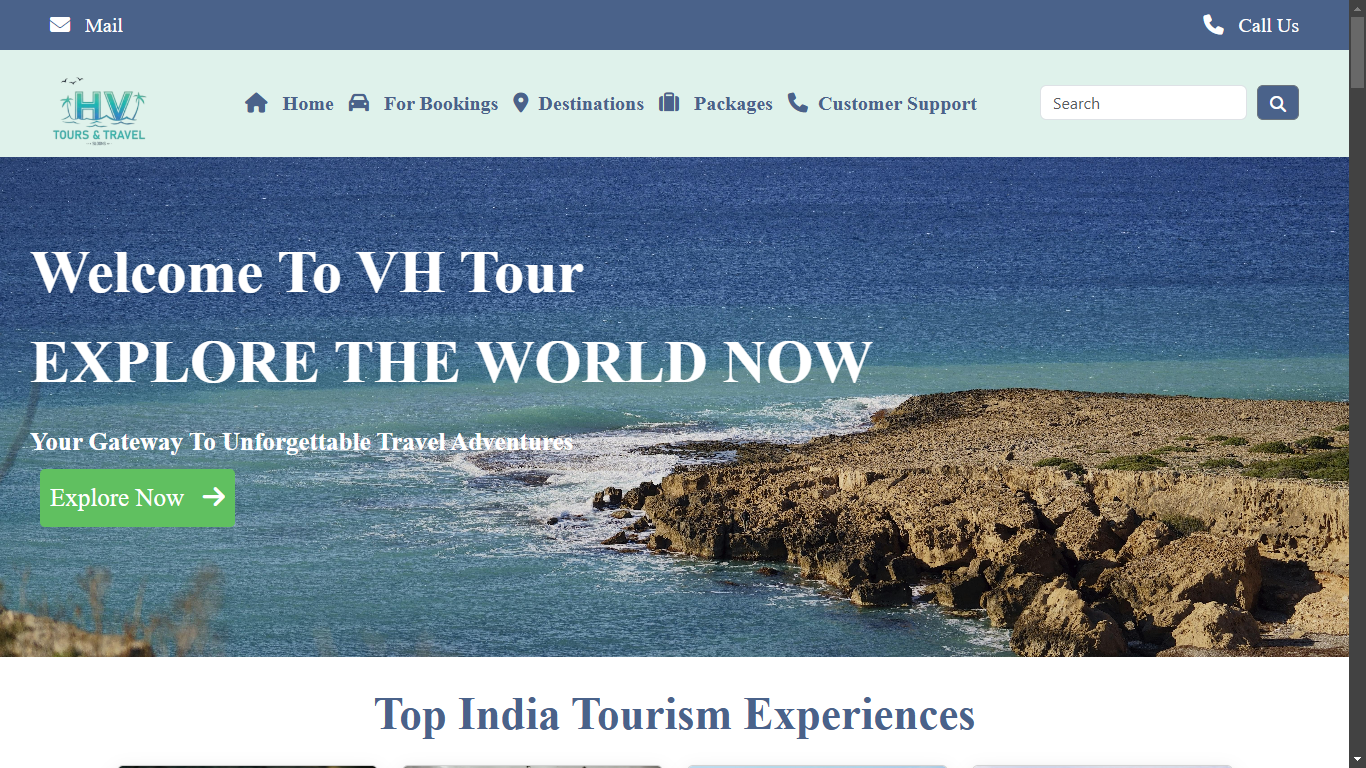 Mail
Call Us
HV
TOURS & TRAVEL
Home For Bookings Destinations Packages Customer Support
Search
Welcome To VH Tour
EXPLORE THE WORLD NOW
Your Gateway To Unforgettable Travel Adventures
Explore Now
Top India Tourism Experiences